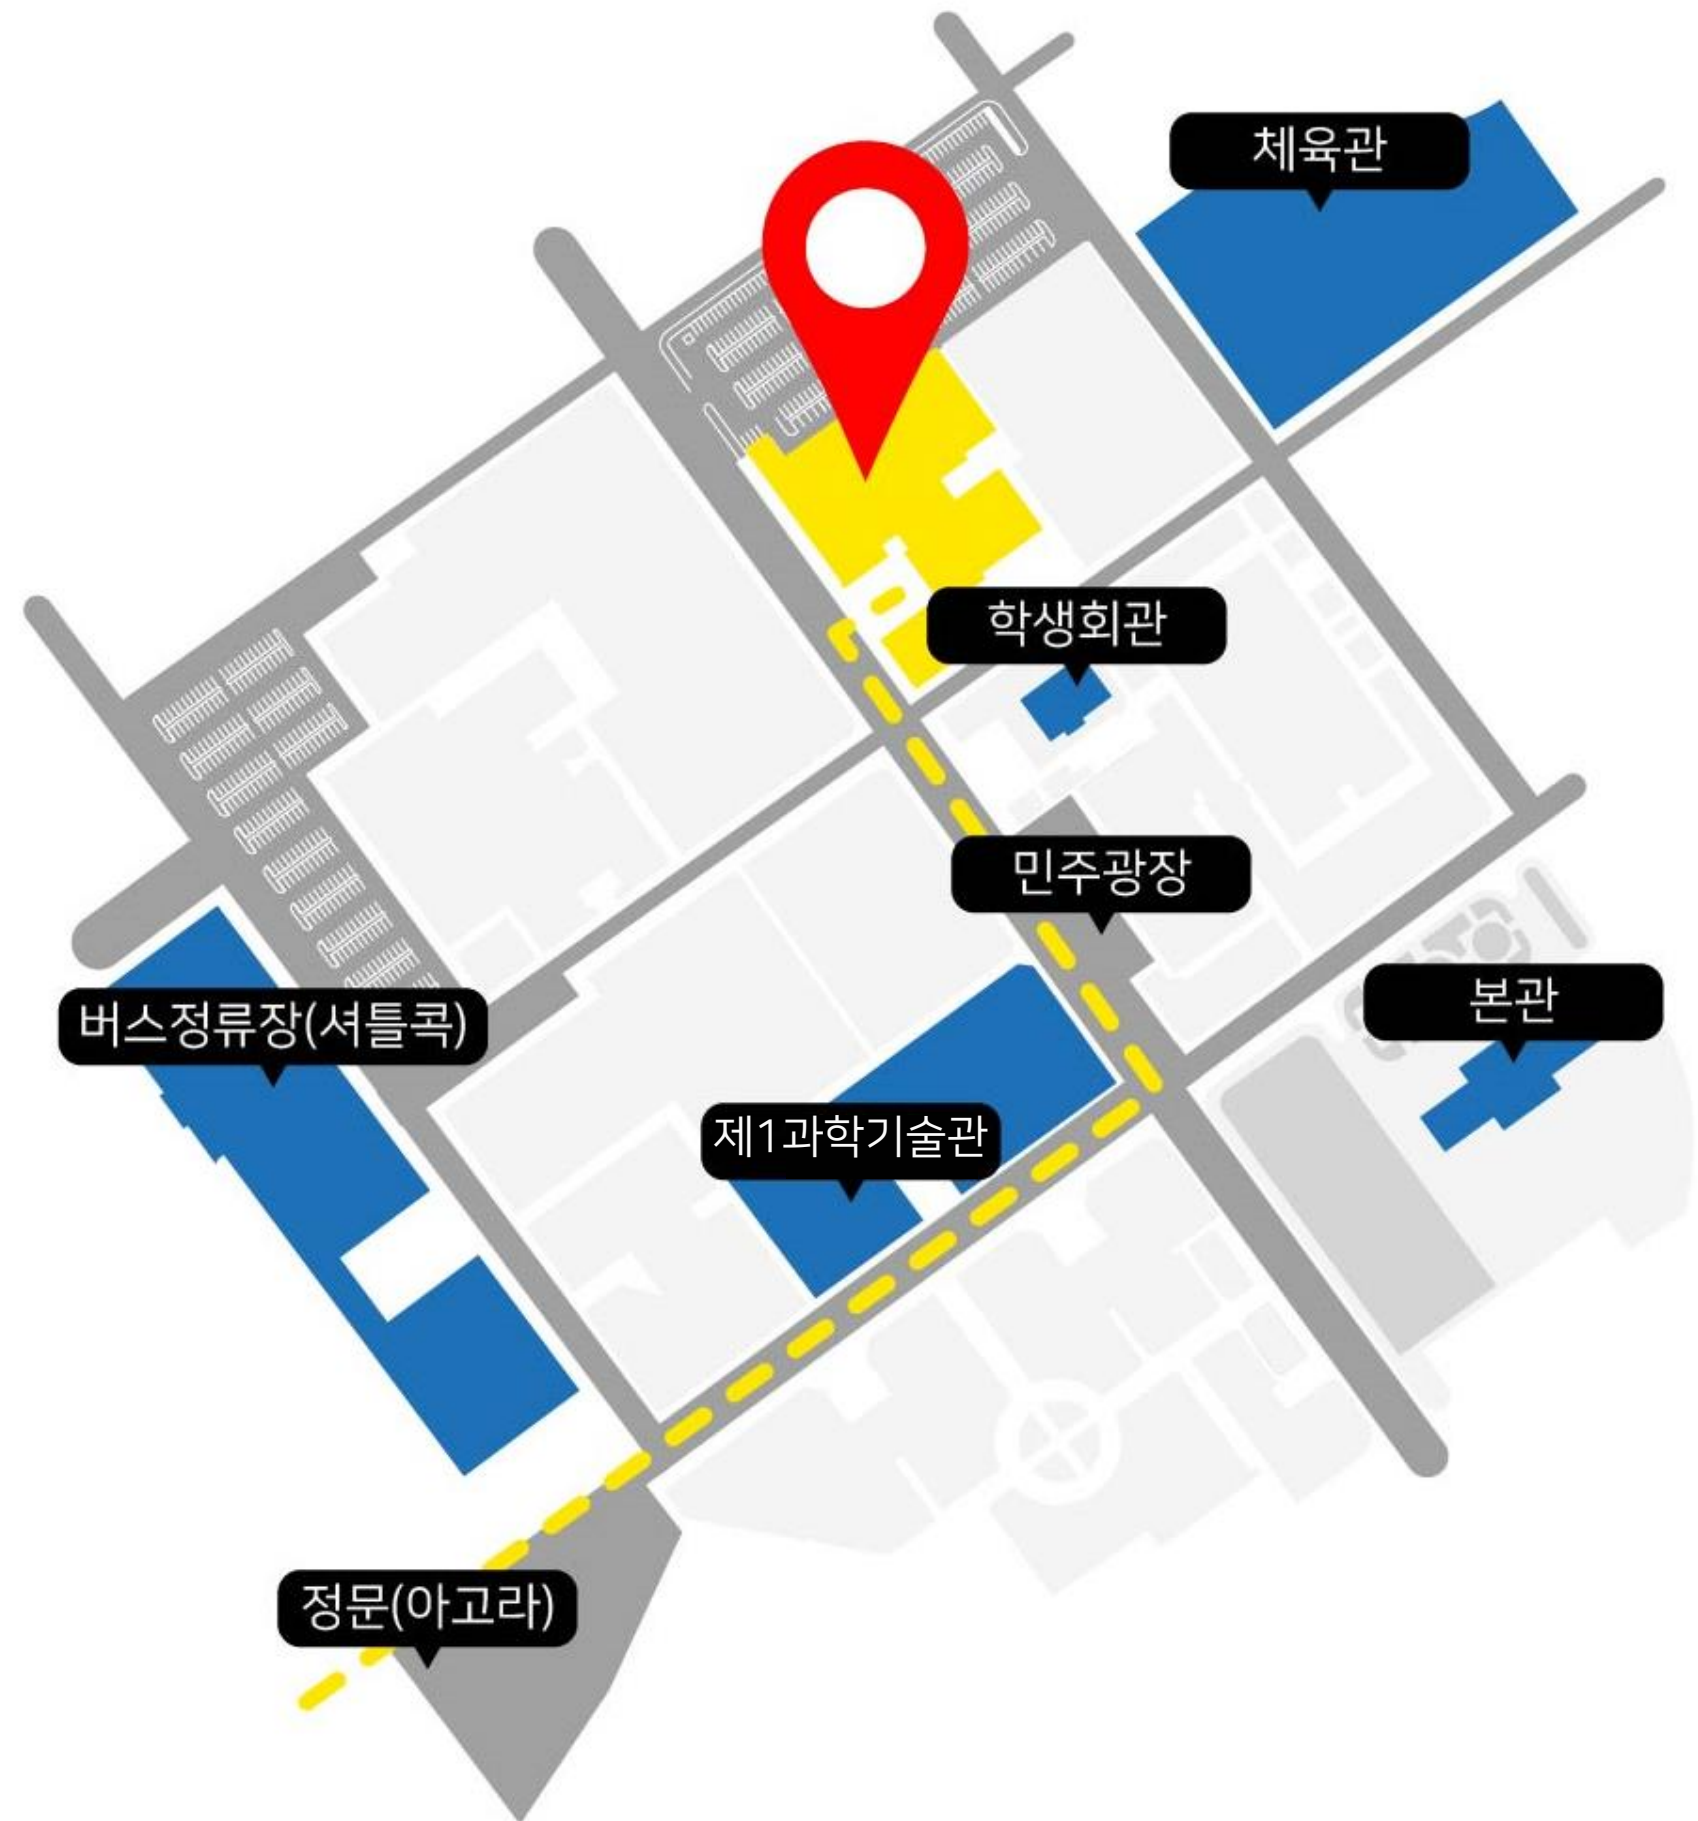 체육관
학생회관
민주광장
본관
버스정류장(셔틀콕)
제1과학기술관
정문(아고라)